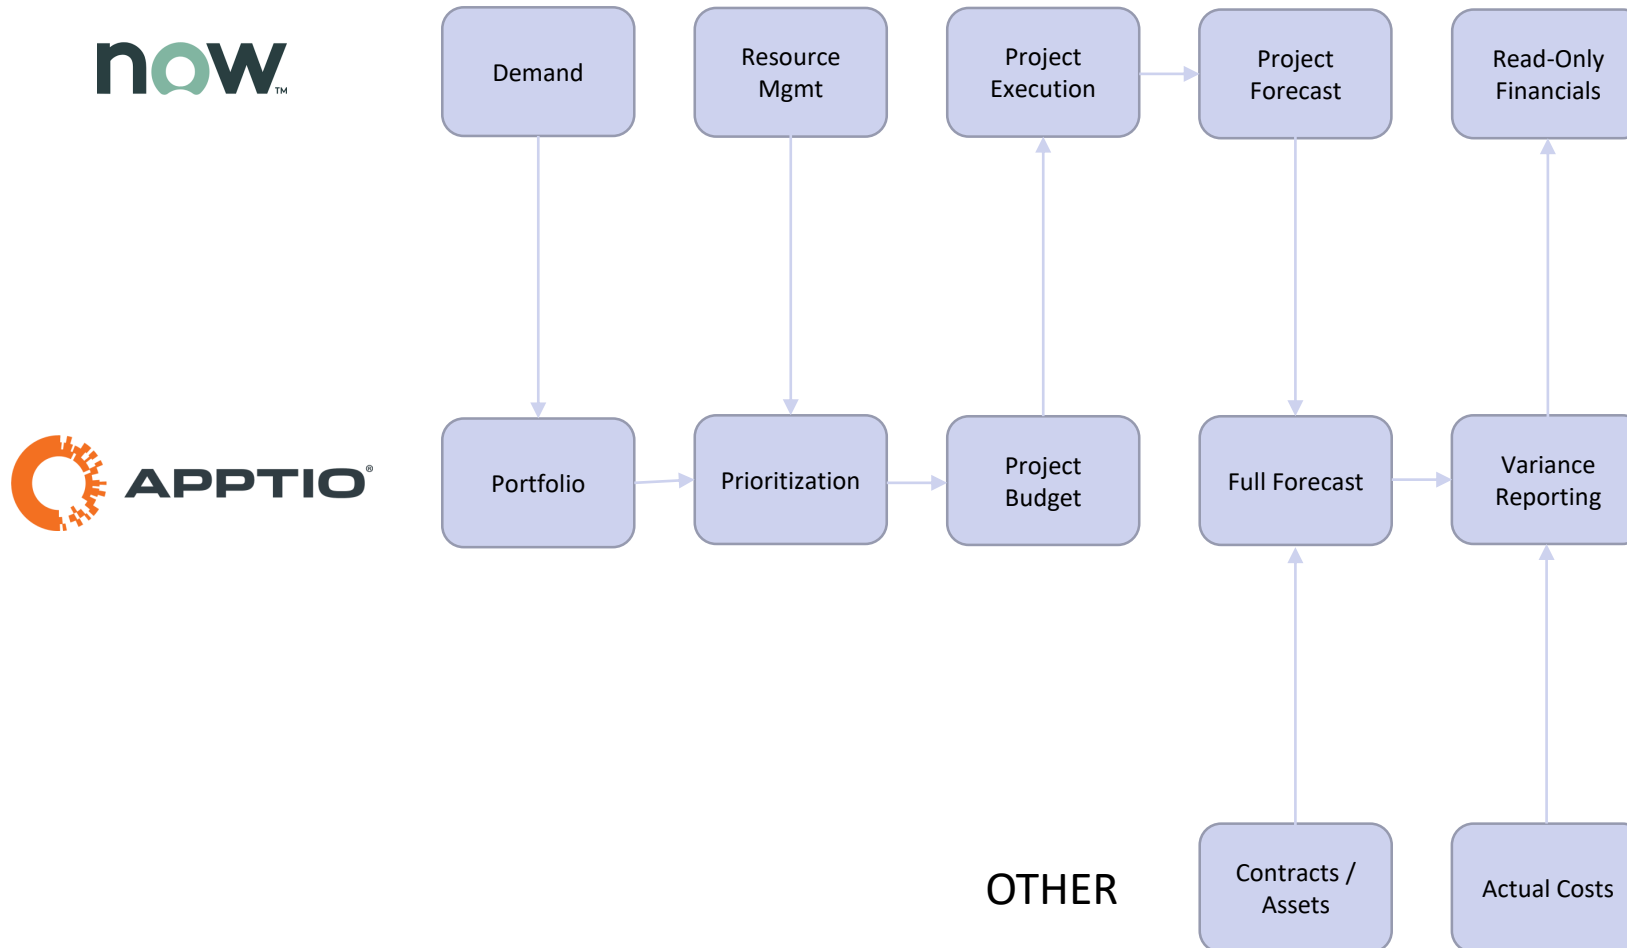 now™
Demand
Resource
Mgmt
Project
Execution
Project
Forecast
Read-Only
Financials
APPTIO®
Portfolio
Prioritization
Project
Budget
Full Forecast
Variance
Reporting
OTHER
Contracts /
Assets
Actual Costs